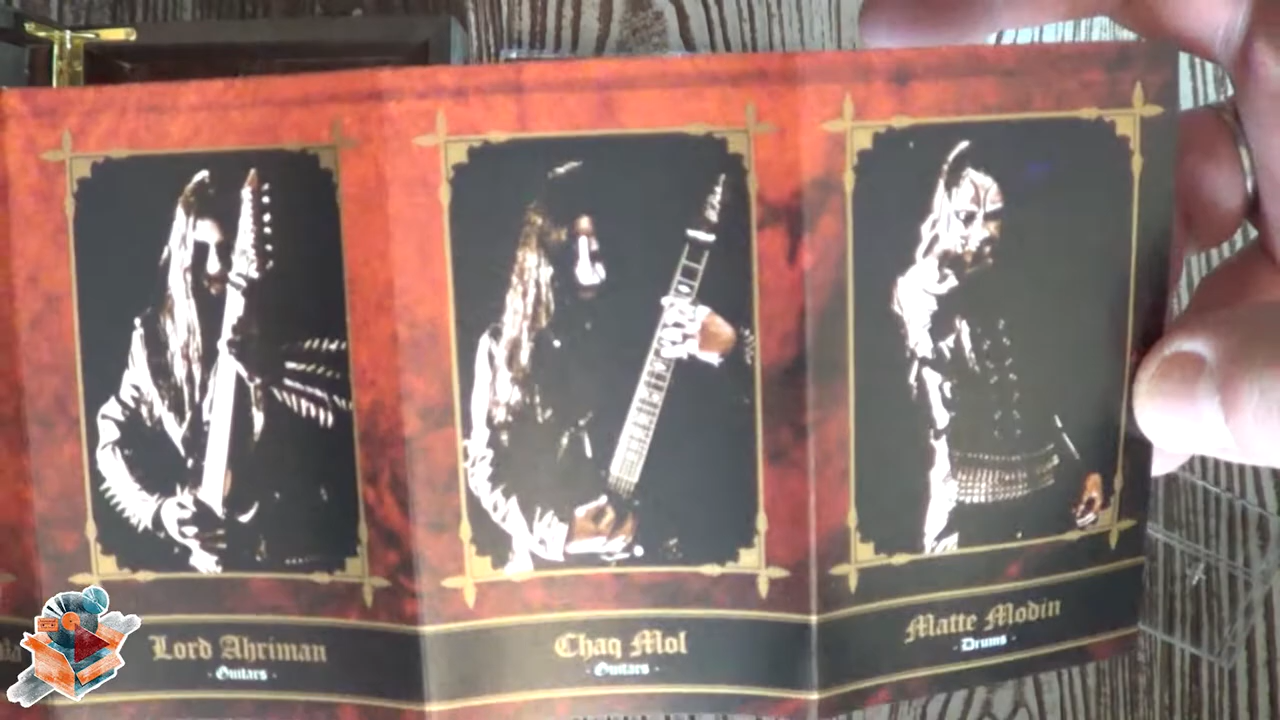 Lord Ahriman
- Guitars -
Chaq Mol
- Guitars -
Matte Modin
- Drums -